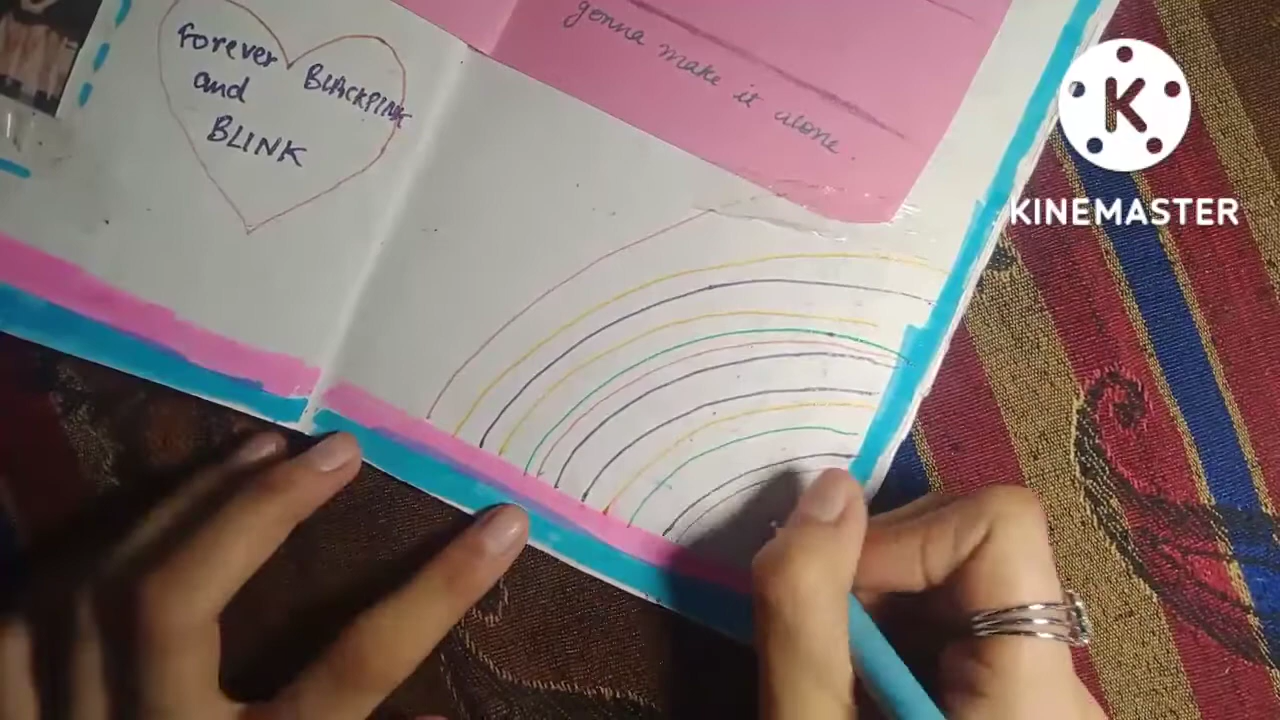 forever
BLACKPINK
and
BLINK
gonna make it alone.
K
KINEMASTER